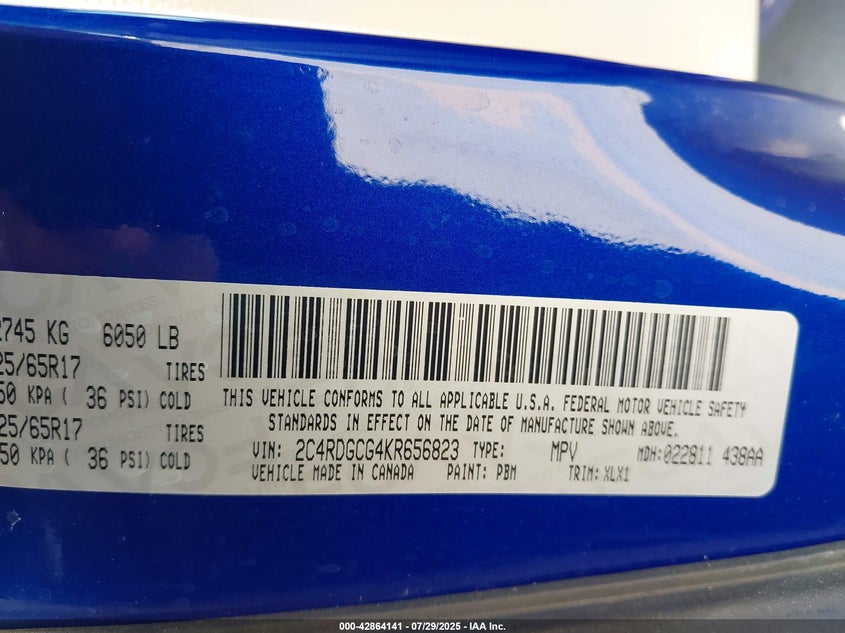 2745 KG 6050 LB
25/65R17 TIRES
50 KPA ( 36 PSI) COLD
25/65R17 TIRES
50 KPA ( 36 PSI) COLD
THIS VEHICLE CONFORMS TO ALL APPLICABLE U.S.A. FEDERAL MOTOR VEHICLE SAFETY
STANDARDS IN EFFECT ON THE DATE OF MANUFACTURE SHOWN ABOVE.
VIN: 2C4RDGCG4KR656823 TYPE: MPV MDH:022811 438AA
VEHICLE MADE IN CANADA PAINT: PBM TRIM: XLX1
000-42864141 - 07/29/2025 - IAA Inc.